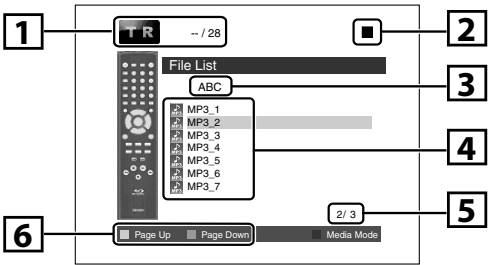 1
T R -- / 28
2
File List
3
ABC
MP3_1
MP3_2
MP3_3
MP3_4
MP3_5
MP3_6
MP3_7
4
2/ 3
5
6
Page Up Page Down Media Mode